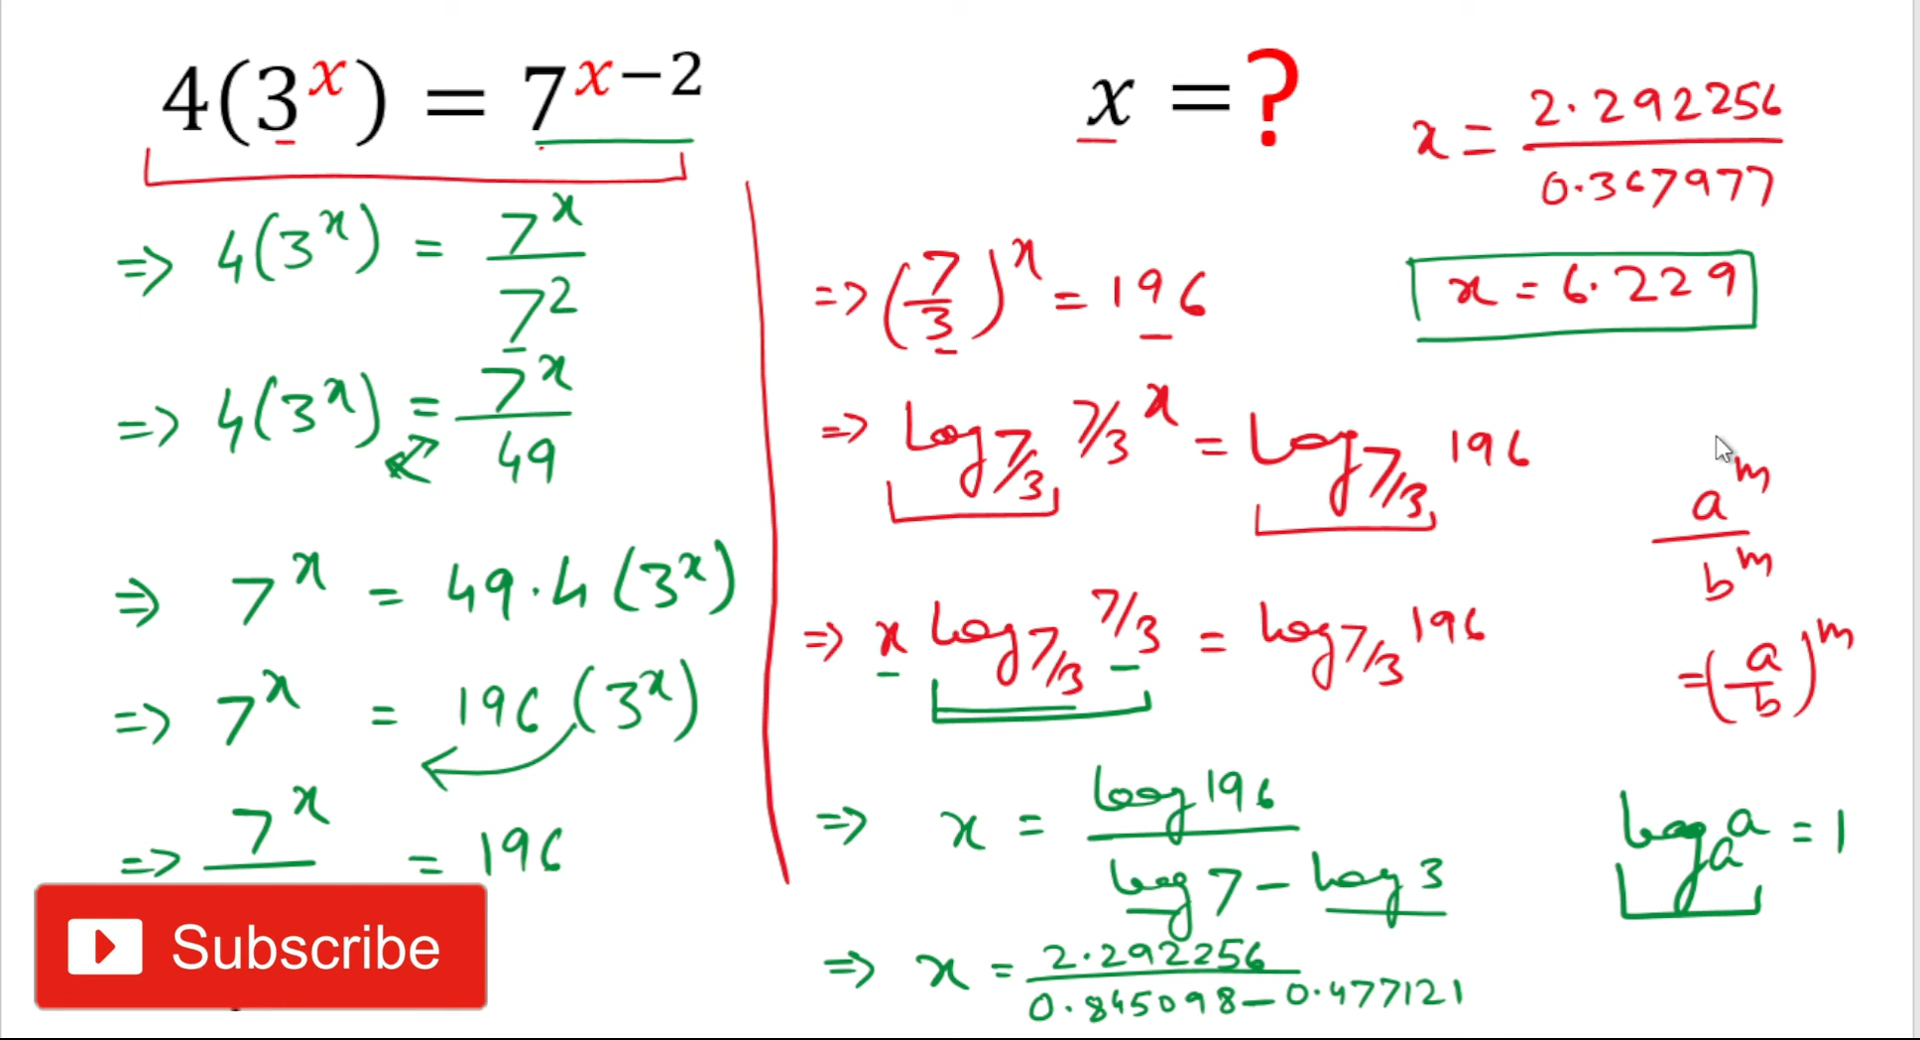 4(3^x) = 7^(x−2)
x = ?
⇒ 4(3^x) = 7^x / 7^2
⇒ 4(3^x) = 7^x / 49
⇒ 7^x = 49·4(3^x)
⇒ 7^x = 196(3^x)
⇒ 7^x / = 196
Subscribe
⇒ (7/3)^x = 196
⇒ log_(7/3) 7/3^x = log_(7/3) 196
⇒ x log_(7/3) 7/3 = log_(7/3) 196
⇒ x = log 196 / (log 7 − log 3)
⇒ x = 2.292256 / (0.845098 − 0.477121)
x = 2.292256 / 0.367977
x = 6.229
a^m / b^m
= (a/b)^m
log_a a = 1